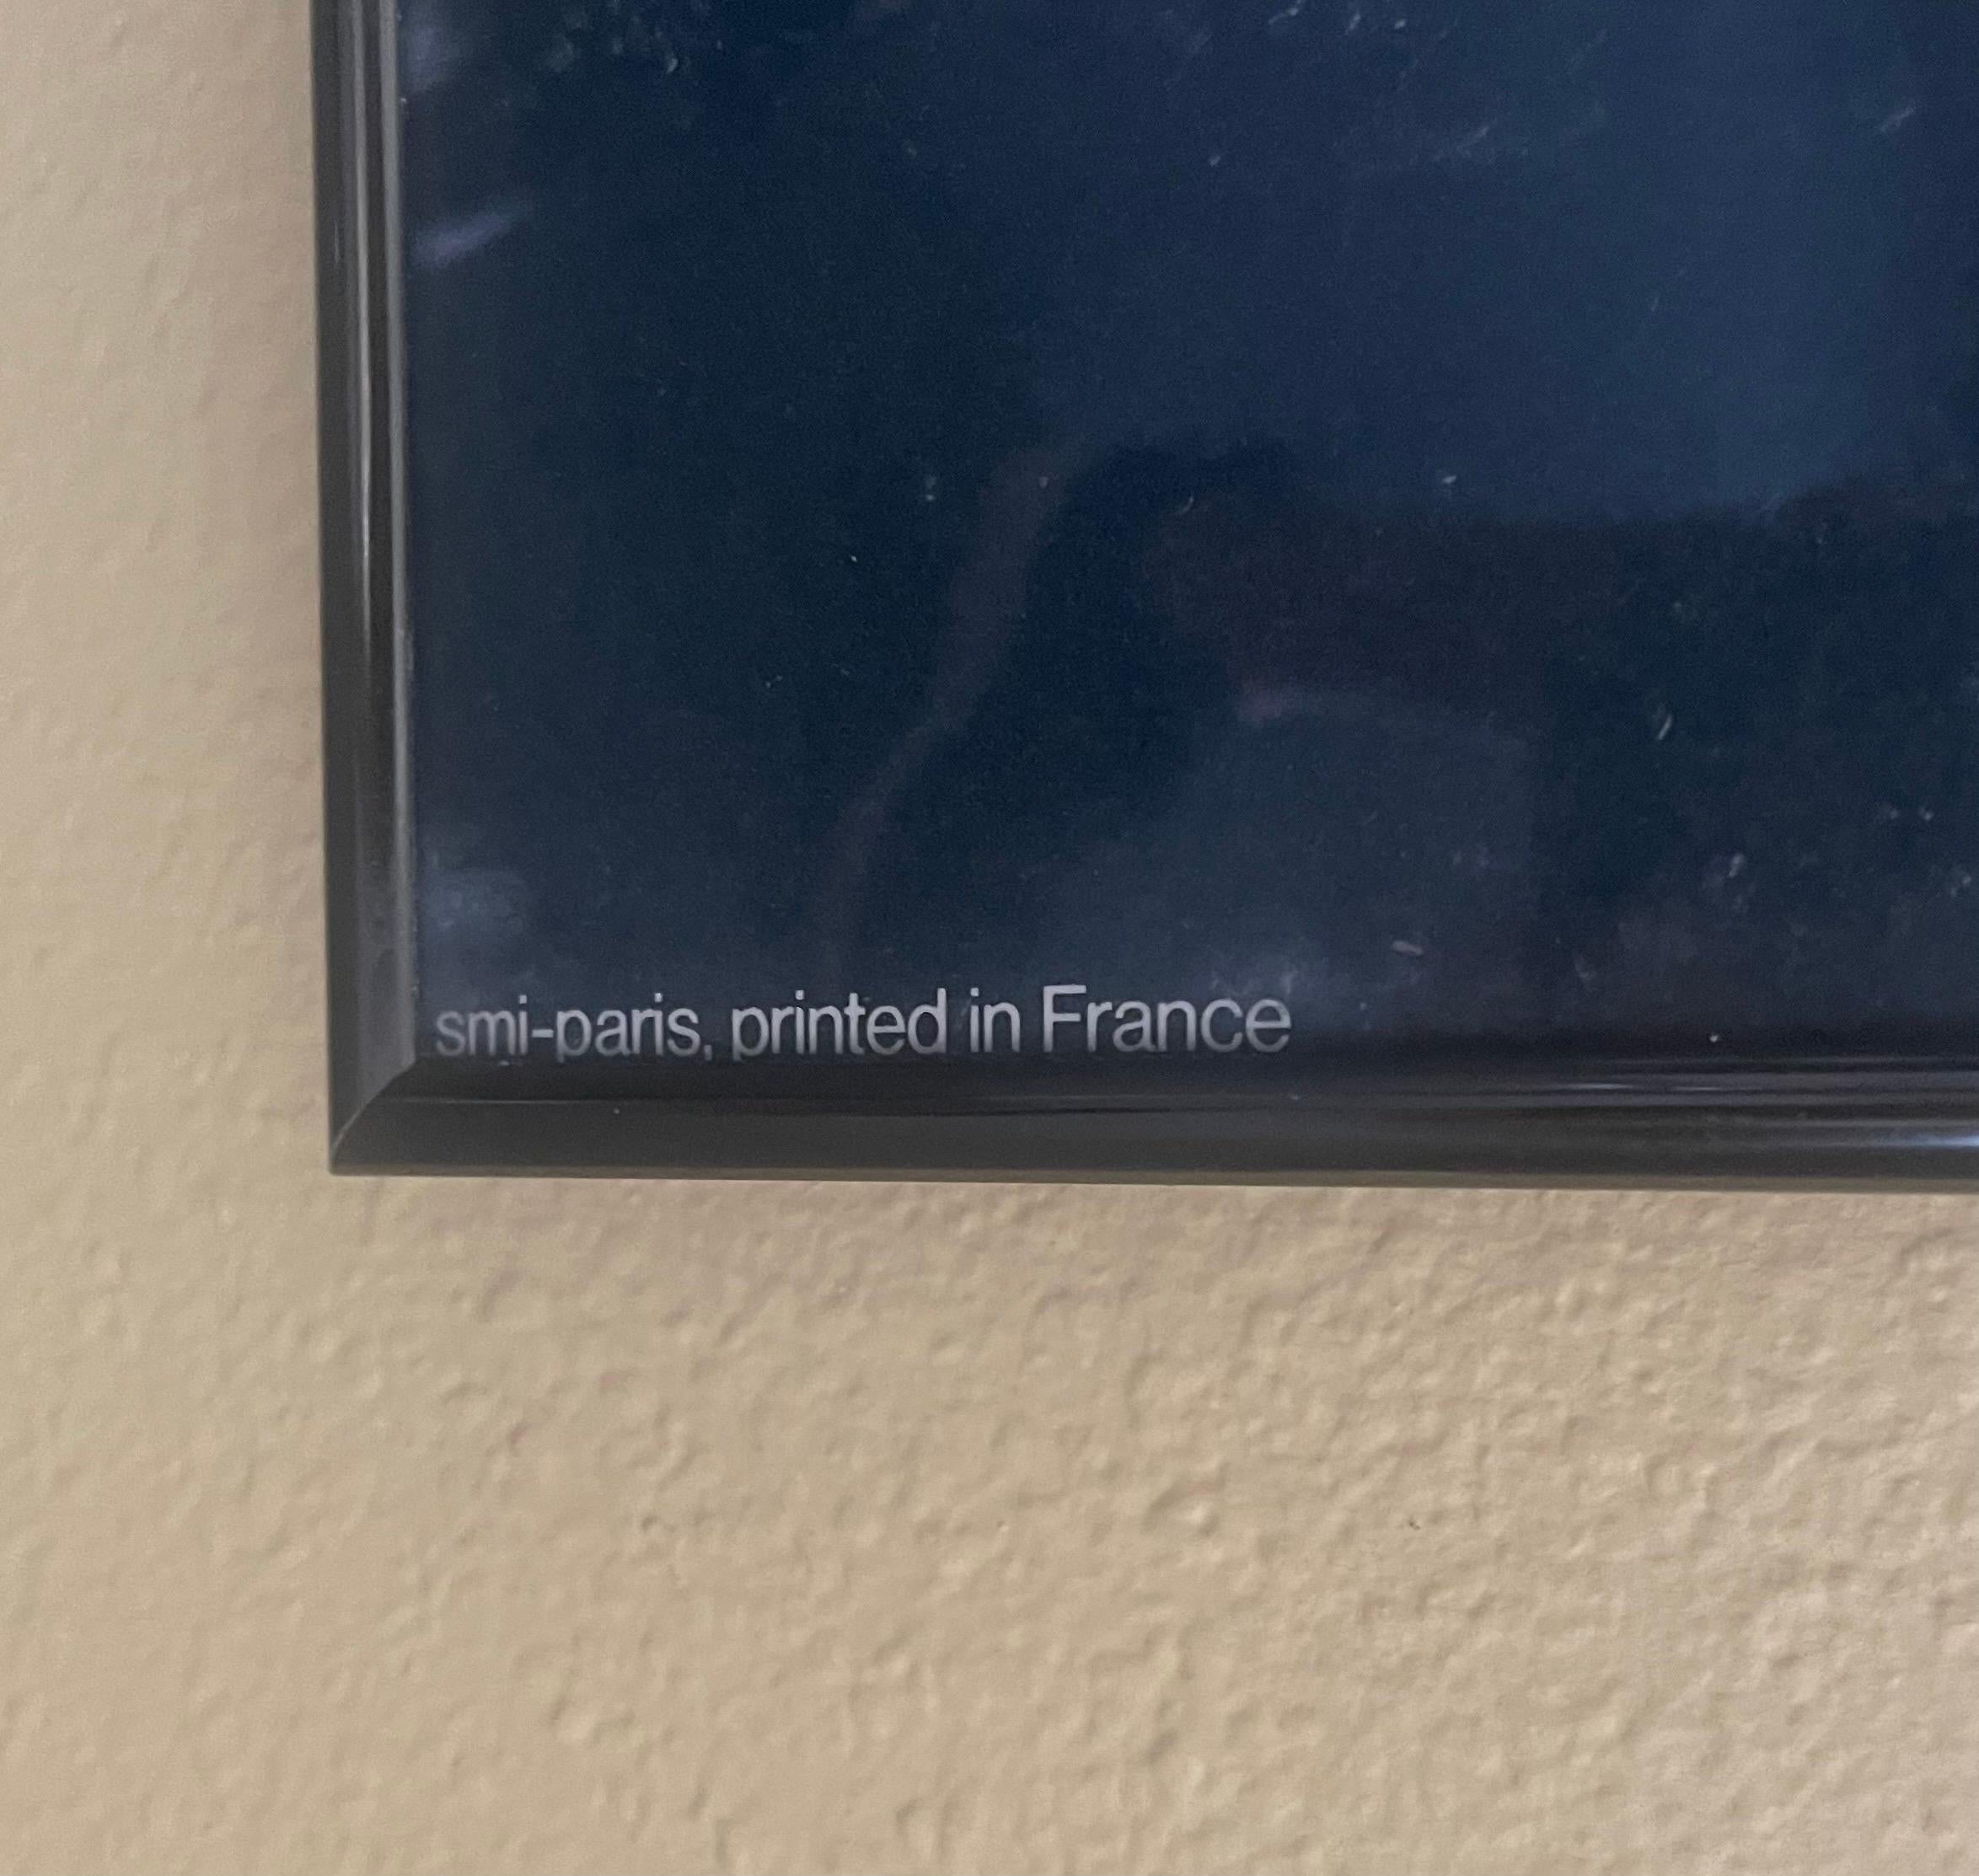 smi-paris, printed in France